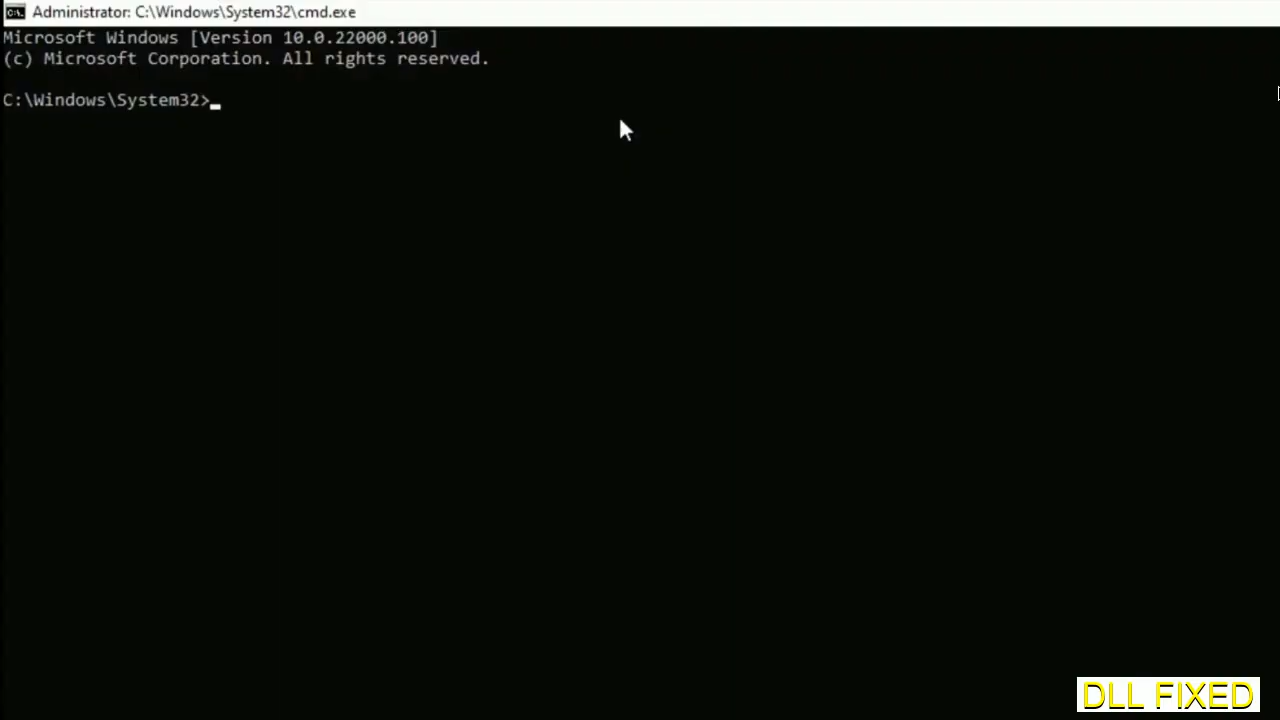 Administrator: C:\Windows\System32\cmd.exe
Microsoft Windows [Version 10.0.22000.100]
(c) Microsoft Corporation. All rights reserved.
C:\Windows\System32>
DLL FIXED